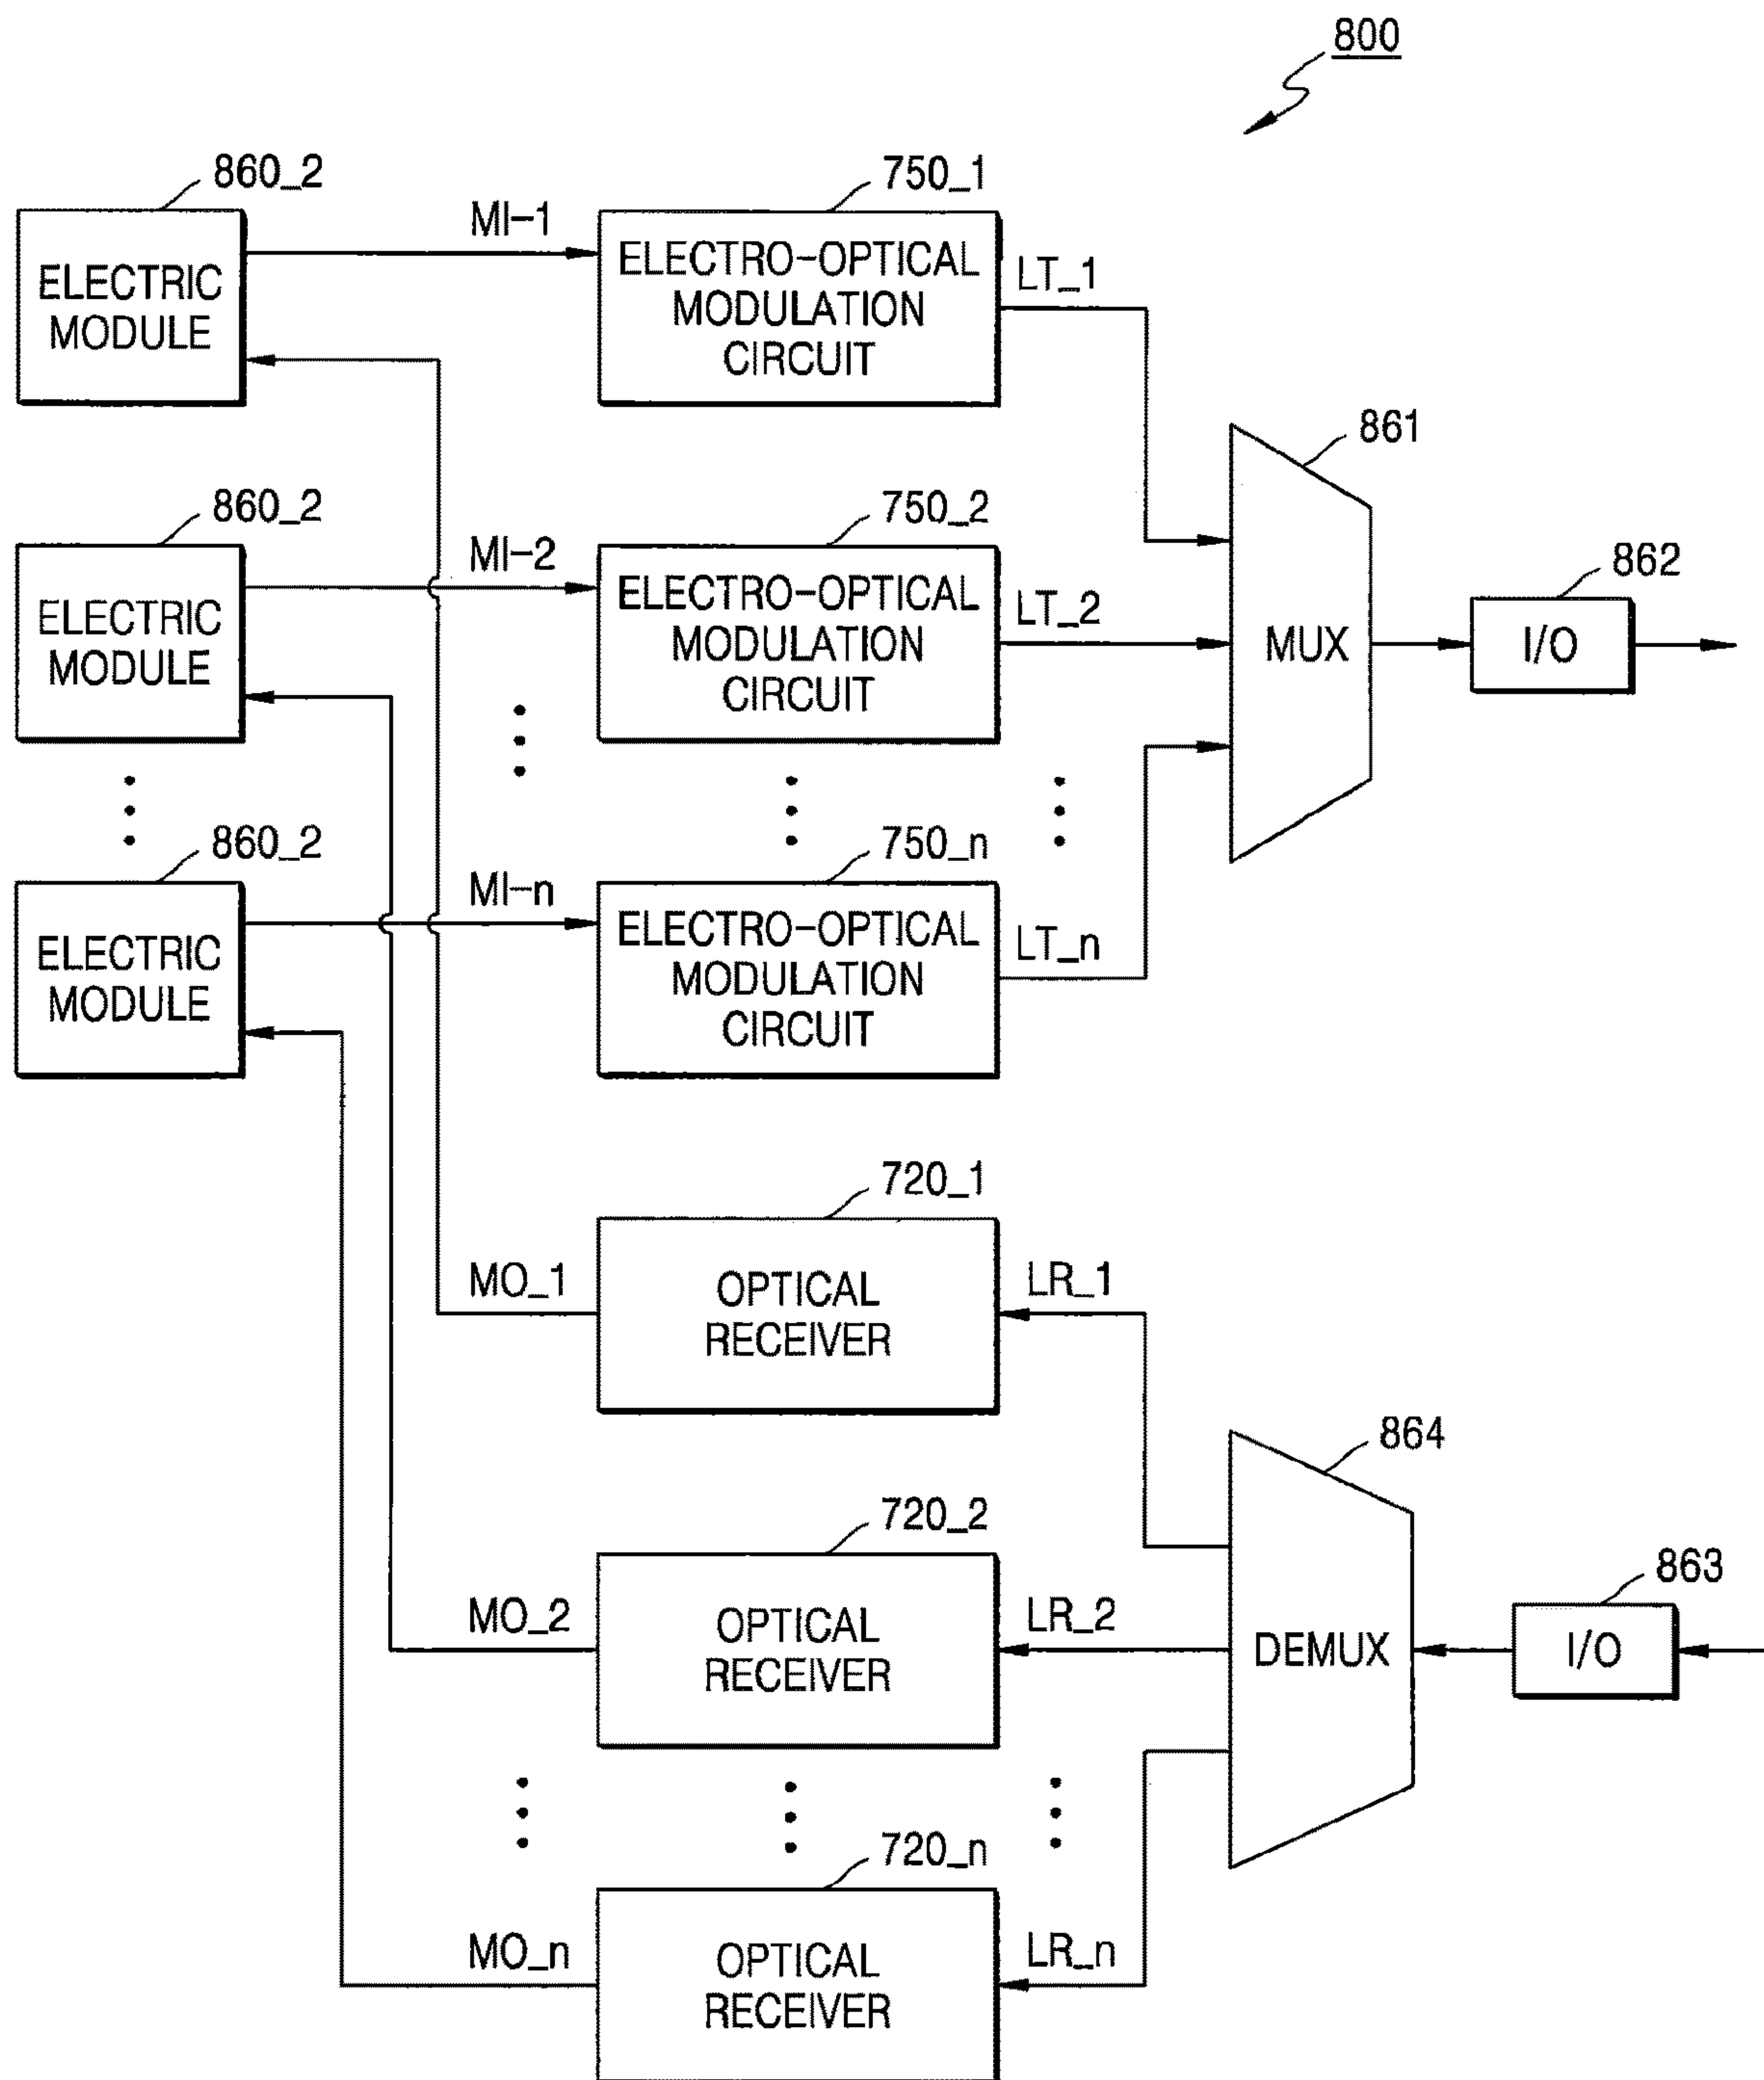 800
860_2
ELECTRIC
MODULE
MI-1
750_1
ELECTRO-OPTICAL
MODULATION
CIRCUIT
LT_1
861
MUX
862
I/O
860_2
ELECTRIC
MODULE
MI-2
750_2
ELECTRO-OPTICAL
MODULATION
CIRCUIT
LT_2
860_2
ELECTRIC
MODULE
MI-n
750_n
ELECTRO-OPTICAL
MODULATION
CIRCUIT
LT_n
720_1
MO_1
OPTICAL
RECEIVER
LR_1
864
DEMUX
863
I/O
720_2
MO_2
OPTICAL
RECEIVER
LR_2
720_n
MO_n
OPTICAL
RECEIVER
LR_n